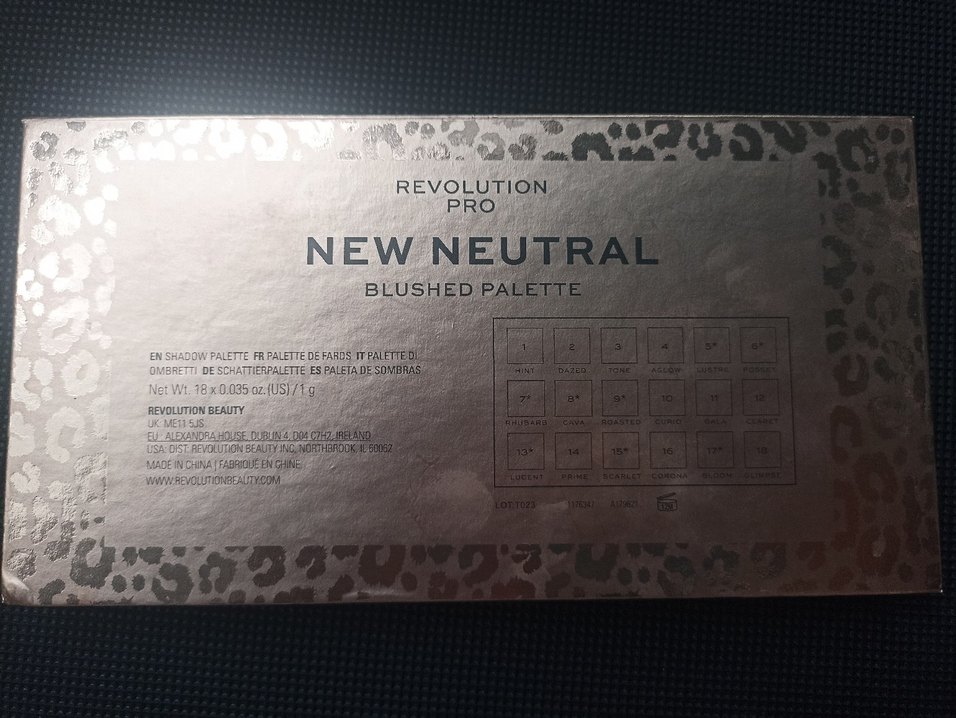 REVOLUTION
PRO
NEW NEUTRAL
BLUSHED PALETTE
EN SHADOW PALETTE FR PALETTE DE FARDS IT PALETTE DI
OMBRETTI DE SCHATTIERPALETTE ES PALETA DE SOMBRAS
Net Wt. 18 x 0.035 oz.(US) / 1 g
REVOLUTION BEAUTY
UK: ME11 5JS
EU: ALEXANDRA HOUSE, DUBLIN 4, D04 C7H2, IRELAND
USA: DIST. REVOLUTION BEAUTY INC, NORTHBROOK, IL 60062
MADE IN CHINA | FABRIQUÉ EN CHINE
WWW.REVOLUTIONBEAUTY.COM
1 2 3 4 5* 6*
HINT DAZED TONE AGLOW LUSTRE POSSET
7* 8* 9* 10 11 12
RHUBARB CAVA ROASTED CURIO GALA CLARET
13* 14 15* 16 17* 18
LUCENT PRIME SCARLET CORONA BLOOM GLIMPSE
LOT:T023 1176347 12M